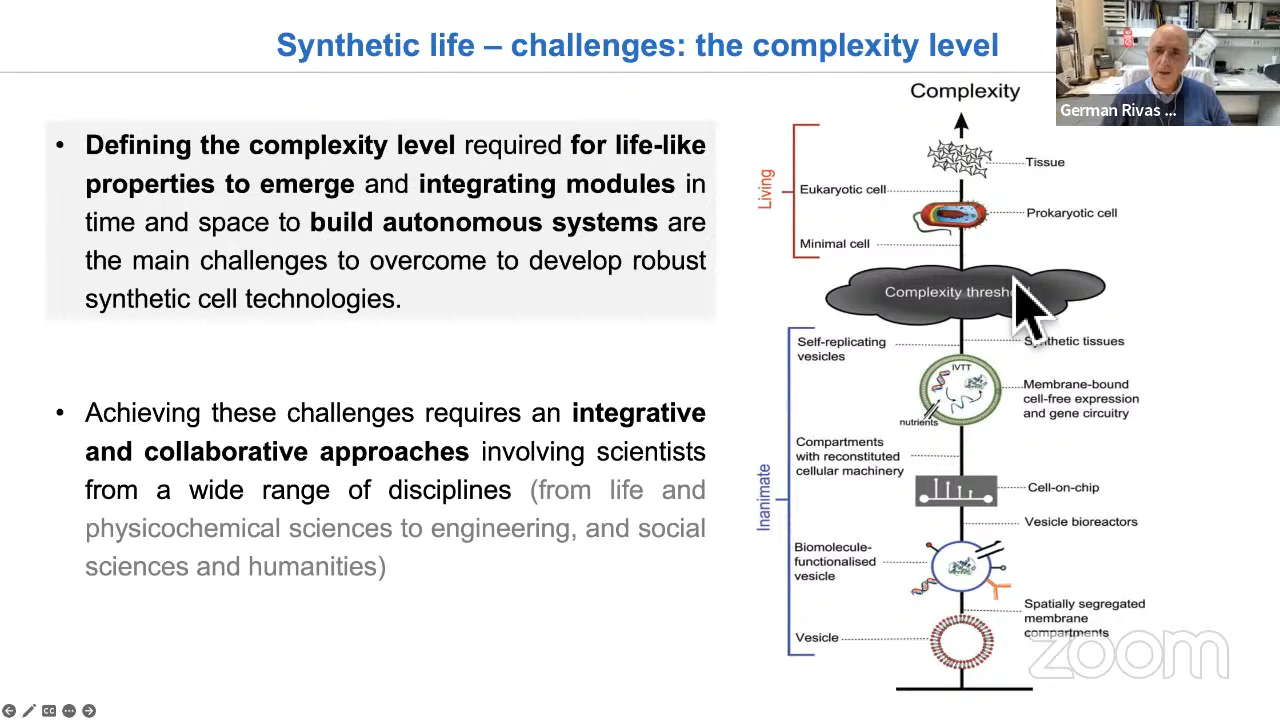 Synthetic life – challenges: the complexity level
German Rivas ...
• Defining the complexity level required for life-like
properties to emerge and integrating modules in
time and space to build autonomous systems are
the main challenges to overcome to develop robust
synthetic cell technologies.
• Achieving these challenges requires an integrative
and collaborative approaches involving scientists
from a wide range of disciplines (from life and
physicochemical sciences to engineering, and social
sciences and humanities)
Complexity
Living
Tissue
Eukaryotic cell
Prokaryotic cell
Minimal cell
Complexity
Inanimate
Self-replicating
vesicles
Synthetic tissues
IVTT
nutrients
Membrane-bound
cell-free expression
and gene circuitry
Compartments
with reconstituted
cellular machinery
Cell-on-chip
Vesicle bioreactors
Biomolecule-
functionalised
vesicle
Spatially segregated
membrane
compartments
Vesicle
zoom
CC